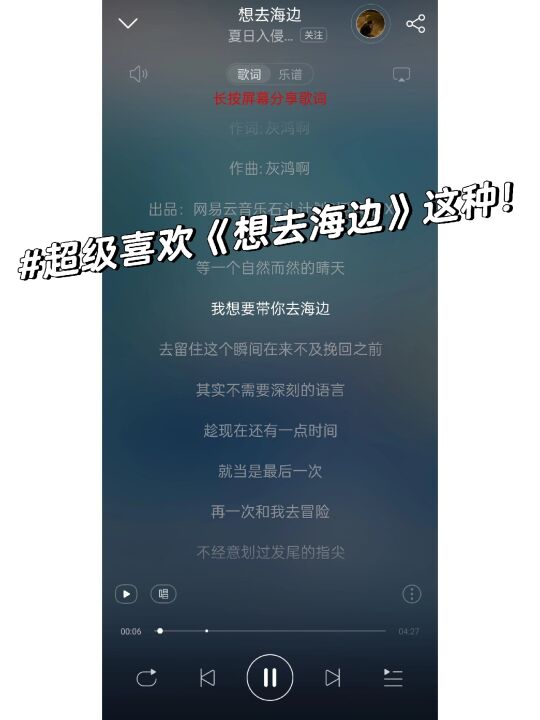 想去海边
夏日入侵... 关注
歌词 乐谱
长按屏幕分享歌词
作词: 灰鸿啊
作曲: 灰鸿啊
出品：网易云音乐石头计
#超级喜欢《想去海边》这种！
等一个自然而然的晴天
我想要带你去海边
去留住这个瞬间在来不及挽回之前
其实不需要深刻的语言
趁现在还有一点时间
就当是最后一次
再一次和我去冒险
不经意划过发尾的指尖
唱
00:06 04:27